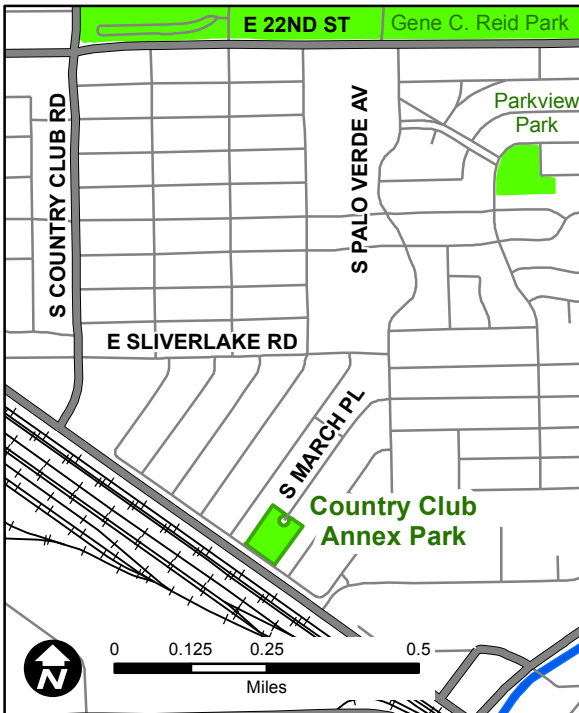 E 22ND ST
Gene C. Reid Park
S COUNTRY CLUB RD
S PALO VERDE AV
Parkview
Park
E SLIVERLAKE RD
S MARCH PL
Country Club
Annex Park
N
0 0.125 0.25 0.5
Miles